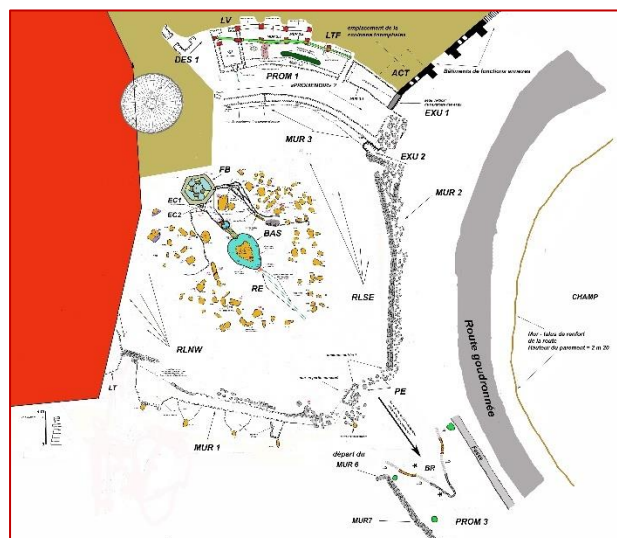 LV
LTF
emplacement de la
DES 1
PROM 1
ACT
Bâtiments de fonctions annexes
EXU 1
MUR 3
EXU 2
MUR 2
FB
EC1
EC2
BAS
RE
RLSE
RLNW
CHAMP
Mur - talus de renfort
de la route
Hauteur du parement = 2 m 20
Route goudronnée
LT
PE
MUR 1
départ du
MUR 6
BR
MUR7
PROM 3